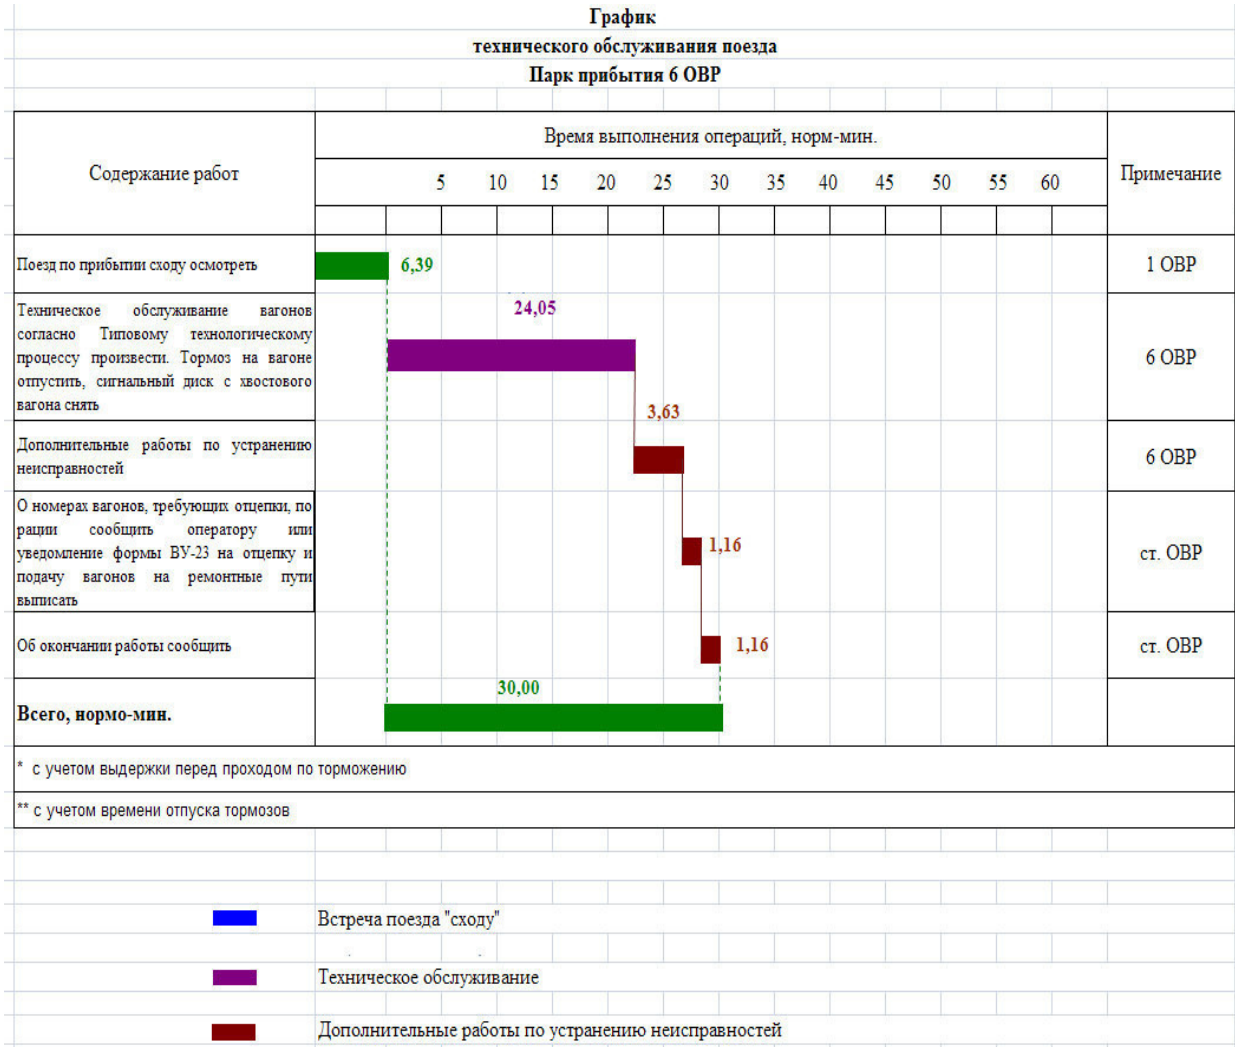 График
технического обслуживания поезда
Парк прибытия 6 ОВР
Содержание работ
Время выполнения операций, норм-мин.
Примечание
5 10 15 20 25 30 35 40 45 50 55 60
Поезд по прибытии сходу осмотреть
6,39
1 ОВР
Техническое обслуживание вагонов
согласно Типовому технологическому
процессу произвести. Тормоз на вагоне
отпустить, сигнальный диск с хвостового
вагона снять
24,05
6 ОВР
Дополнительные работы по устранению
неисправностей
3,63
6 ОВР
О номерах вагонов, требующих отцепки, по
рации сообщить оператору или
уведомление формы ВУ-23 на отцепку и
подачу вагонов на ремонтные пути
выписать
1,16
ст. ОВР
Об окончании работы сообщить
1,16
ст. ОВР
Всего, нормо-мин.
30,00
* с учетом выдержки перед проходом по торможению
** с учетом времени отпуска тормозов
Встреча поезда "сходу"
Техническое обслуживание
Дополнительные работы по устранению неисправностей